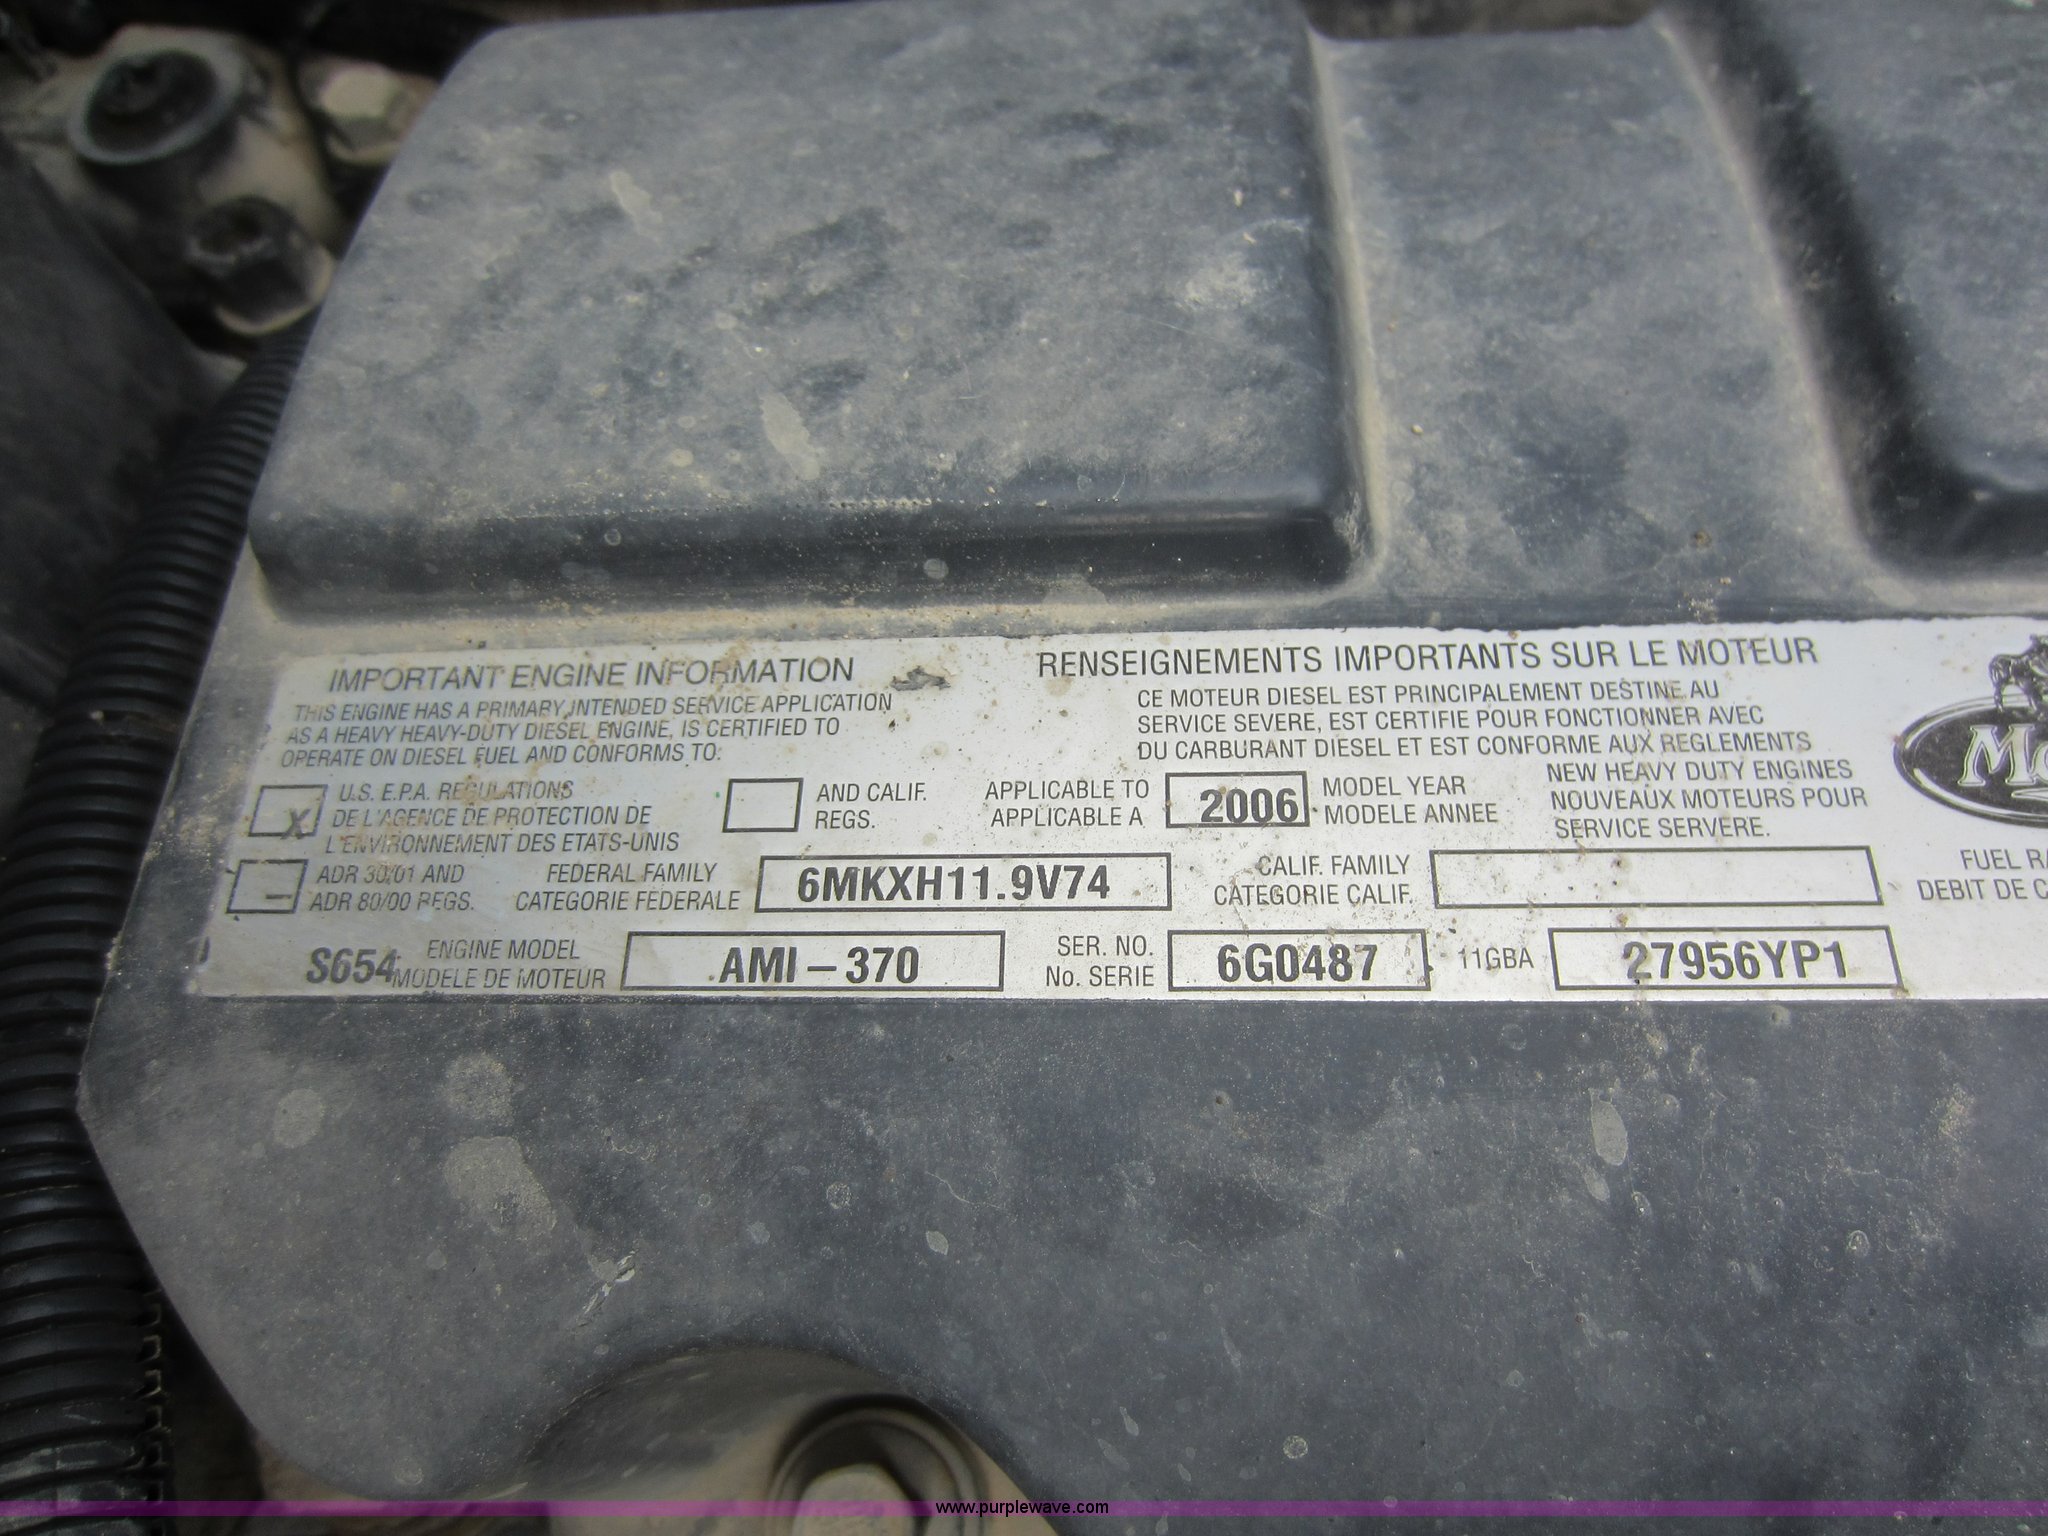 IMPORTANT ENGINE INFORMATION
THIS ENGINE HAS A PRIMARY INTENDED SERVICE APPLICATION
AS A HEAVY HEAVY-DUTY DIESEL ENGINE, IS CERTIFIED TO
OPERATE ON DIESEL FUEL AND CONFORMS TO:
RENSEIGNEMENTS IMPORTANTS SUR LE MOTEUR
CE MOTEUR DIESEL EST PRINCIPALEMENT DESTINE AU
SERVICE SEVERE, EST CERTIFIE POUR FONCTIONNER AVEC
DU CARBURANT DIESEL ET EST CONFORME AUX REGLEMENTS
X
U.S. E.P.A. REGULATIONS
DE L'AGENCE DE PROTECTION DE
L'ENVIRONNEMENT DES ETATS-UNIS
AND CALIF.
REGS.
APPLICABLE TO
APPLICABLE A
2006
MODEL YEAR
MODELE ANNEE
NEW HEAVY DUTY ENGINES
NOUVEAUX MOTEURS POUR
SERVICE SERVERE.
–
ADR 30/01 AND
ADR 80/00 REGS.
FEDERAL FAMILY
CATEGORIE FEDERALE
6MKXH11.9V74
CALIF. FAMILY
CATEGORIE CALIF.
FUEL
DEBIT DE
S654
ENGINE MODEL
MODELE DE MOTEUR
AMI – 370
SER. NO.
No. SERIE
6G0487
11GBA
27956YP1
www.purplewave.com